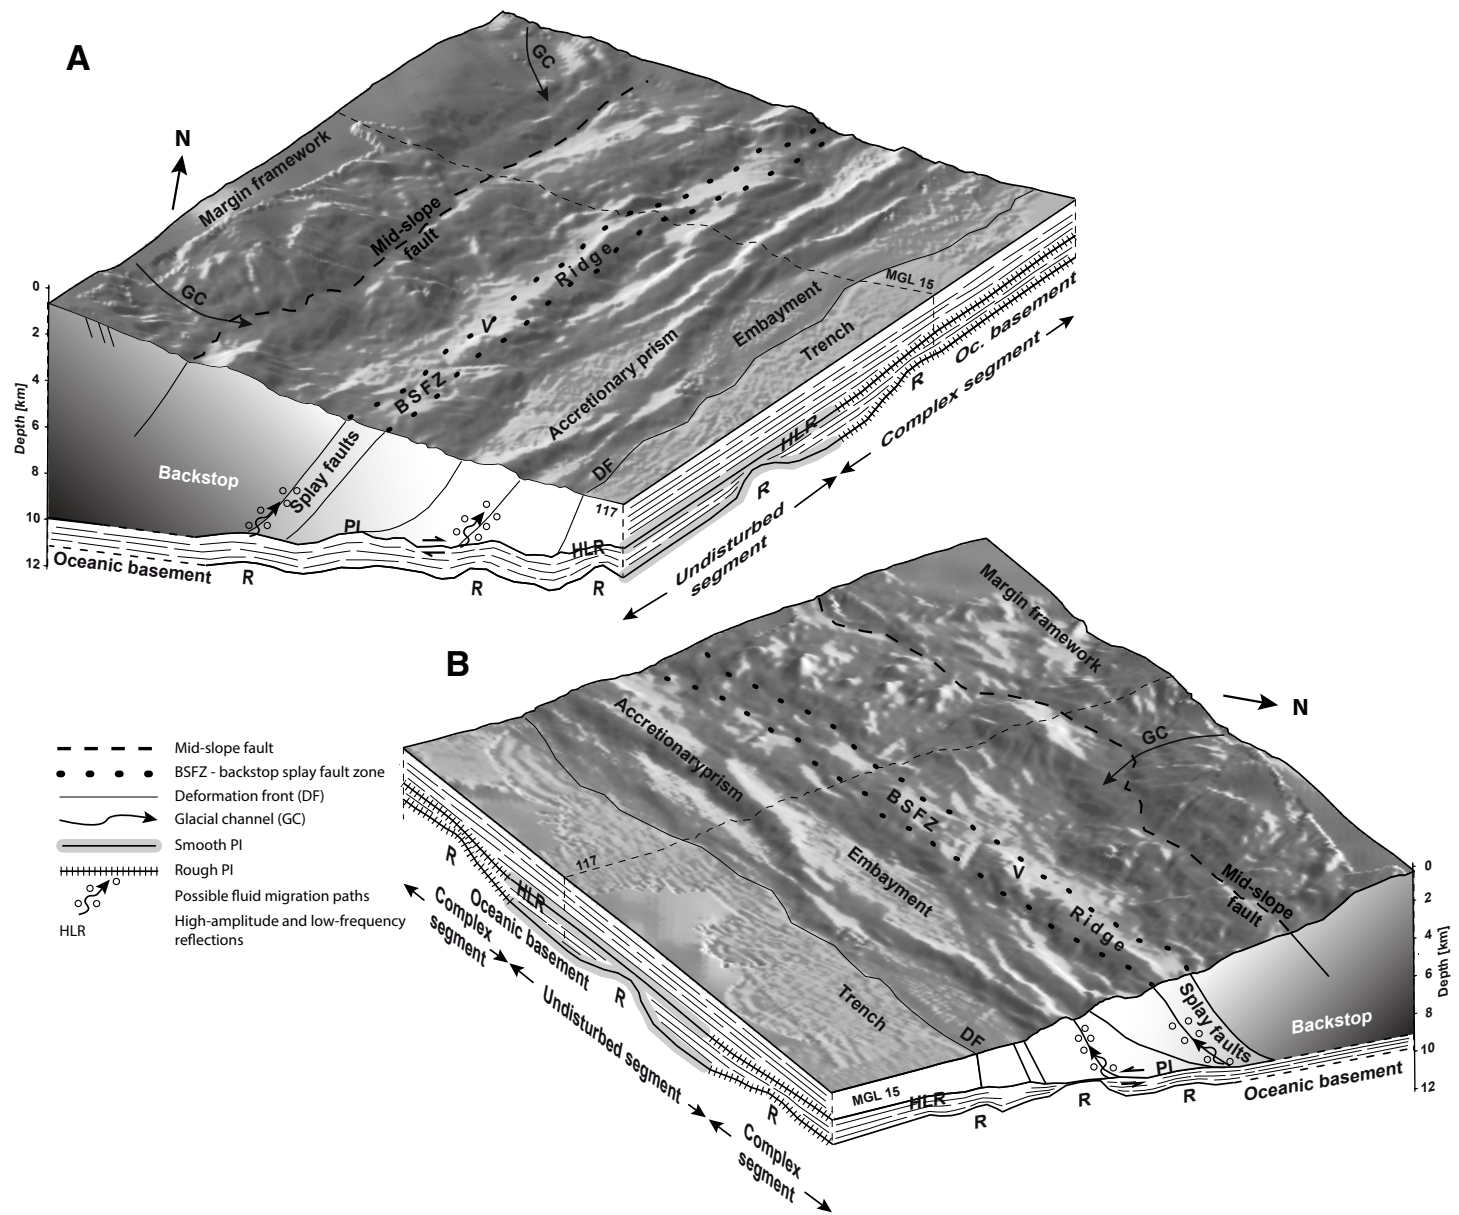 A
GC
N
Margin framework
Mid-slope
fault
GC
Ridge
V
BSFZ
MGL 15
Embayment
Trench
Accretionary prism
DF
Oc. basement
R
Complex segment
HLR
R
Undisturbed
segment
0
2
4
6
8
10
12
Depth [km]
Backstop
Splay faults
PI
117
HLR
Oceanic basement
R
R
R
B
Margin framework
N
GC
Accretionaryprism
BSFZ
117
Embayment
V
Ridge
Mid-slope
fault
Trench
DF
R
HLR
Oceanic basement
Complex
segment
R
Undisturbed segment
R
Complex
segment
MGL 15
HLR
R
R
R
PI
Splay faults
Backstop
Oceanic basement
0
2
4
6
8
10
12
Depth [km]
Mid-slope fault
BSFZ - backstop splay fault zone
Deformation front (DF)
Glacial channel (GC)
Smooth PI
Rough PI
Possible fluid migration paths
HLR High-amplitude and low-frequency
reflections